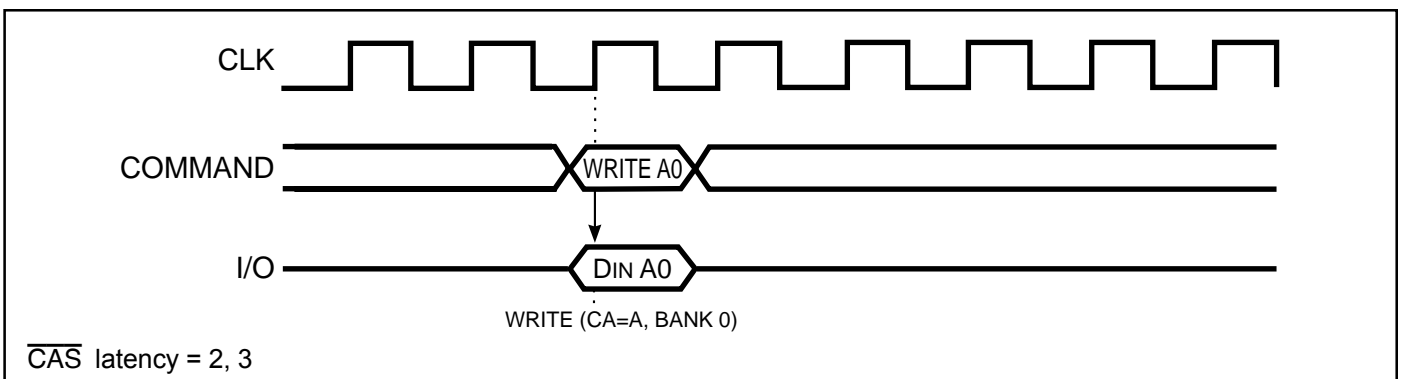 CLK
COMMAND
WRITE A0
I/O
DIN A0
WRITE (CA=A, BANK 0)
CAS latency = 2, 3